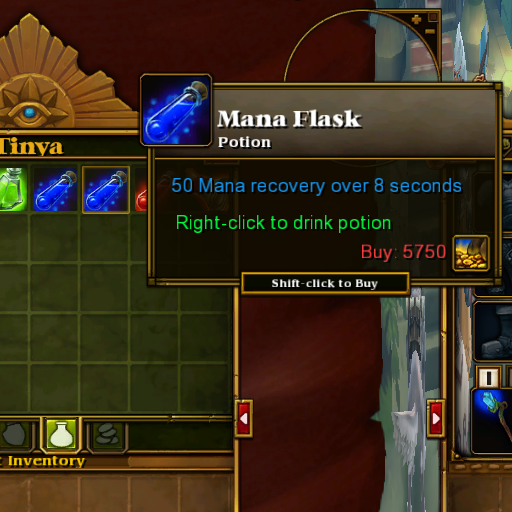 Mana Flask
Potion
Tinya
50 Mana recovery over 8 seconds
Right-click to drink potion
Buy: 5750
Shift-click to Buy
Inventory